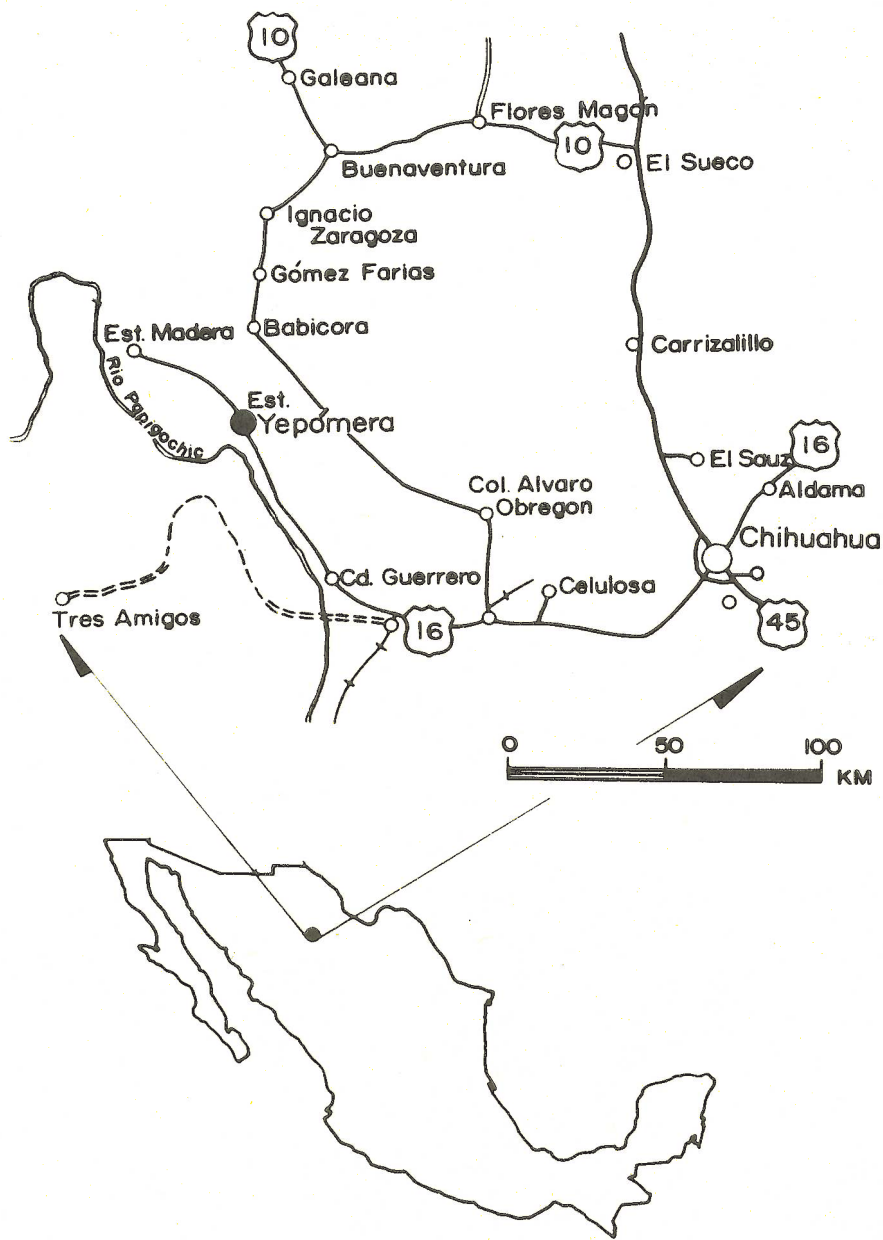 10
Galeana
Flores Magón
10
El Sueco
Buenaventura
Ignacio
Zaragoza
Gómez Farias
Babicora
Est. Madera
Carrizalillo
Rio Papigochic
Est.
Yepomera
16
El Sauz
Aldama
Col. Alvaro
Obregon
Chihuahua
Cd. Guerrero
Celulosa
Tres Amigos
16
45
0 50 100
KM